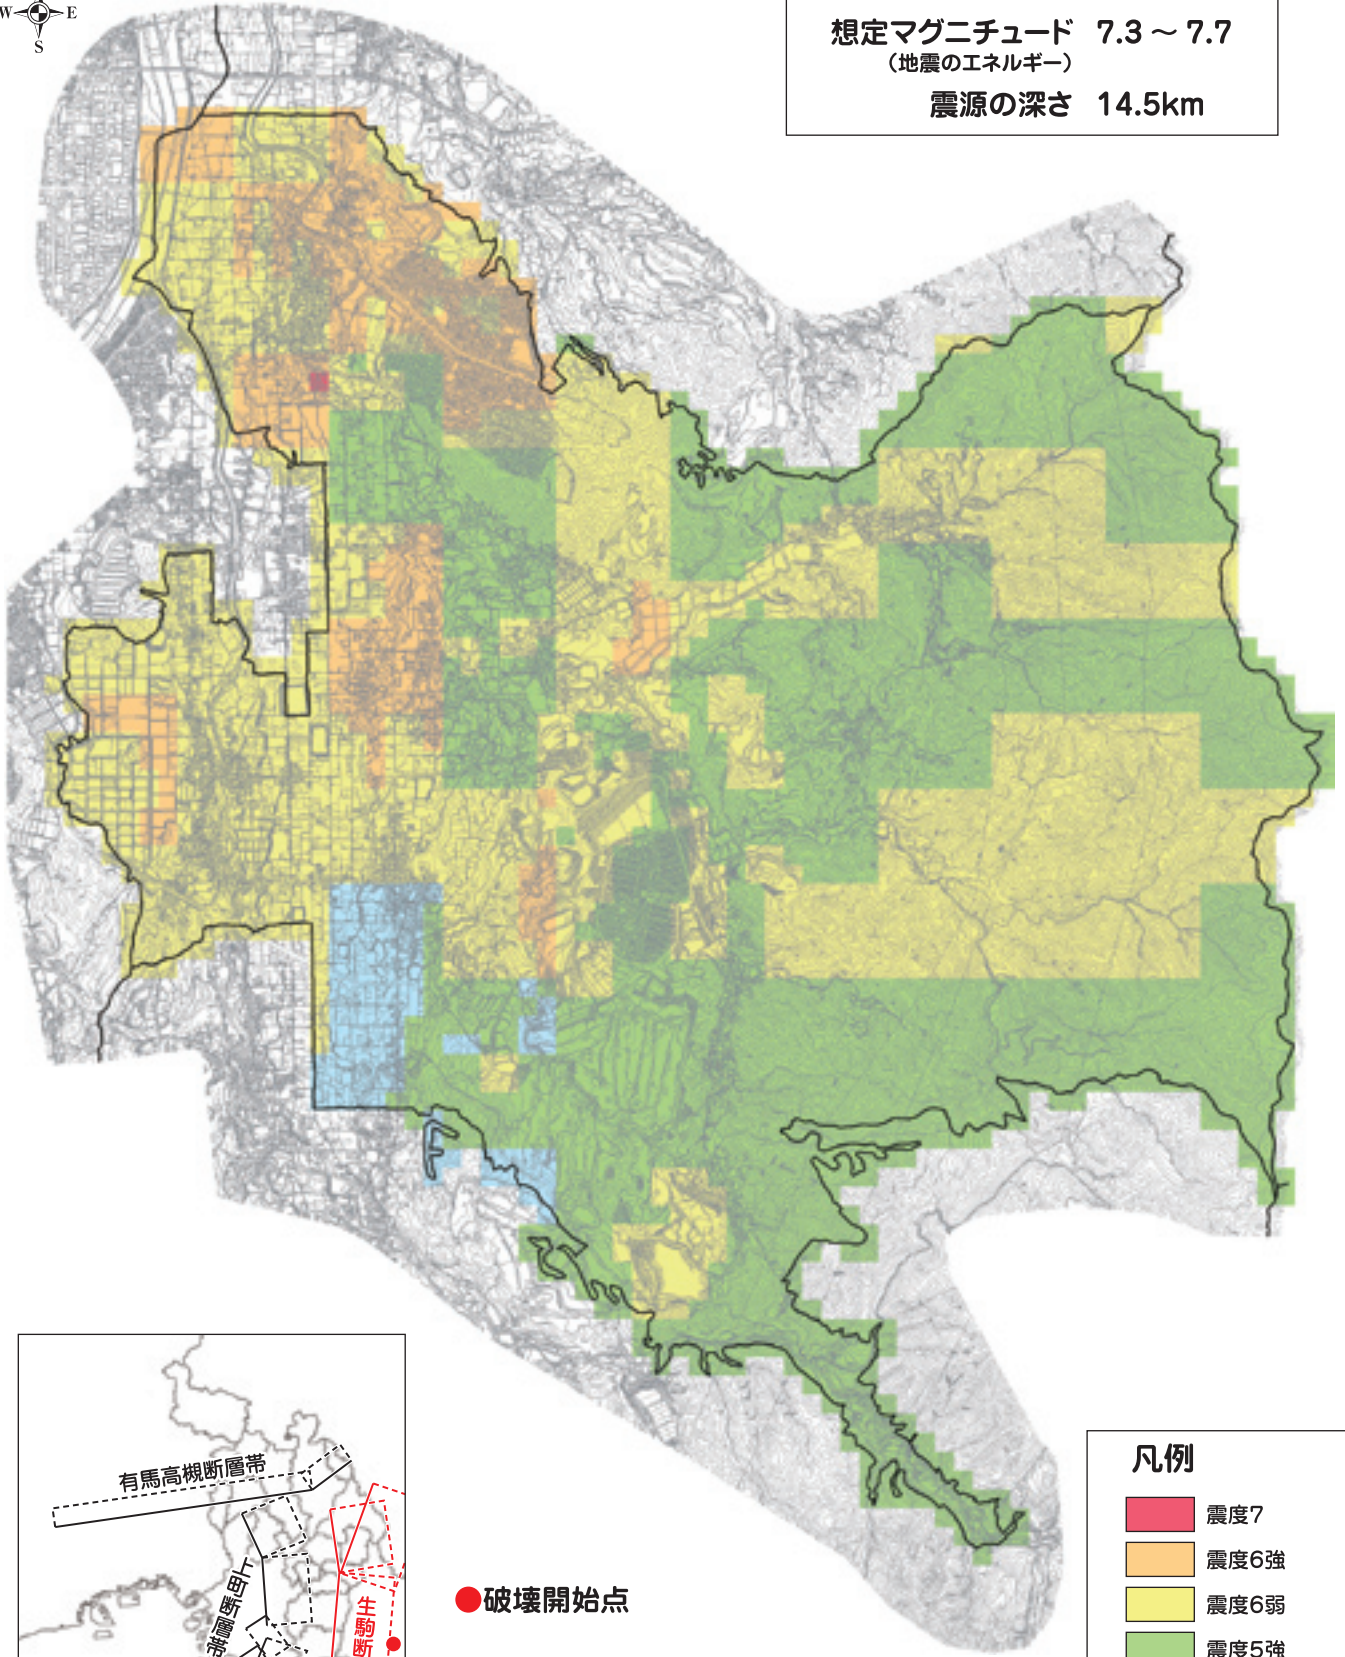 W E
S
想定マグニチュード 7.3 ～ 7.7
（地震のエネルギー）
震源の深さ 14.5km
有馬高槻断層帯
上町断層帯
生駒断
破壊開始点
凡例
震度7
震度6強
震度6弱
震度5強